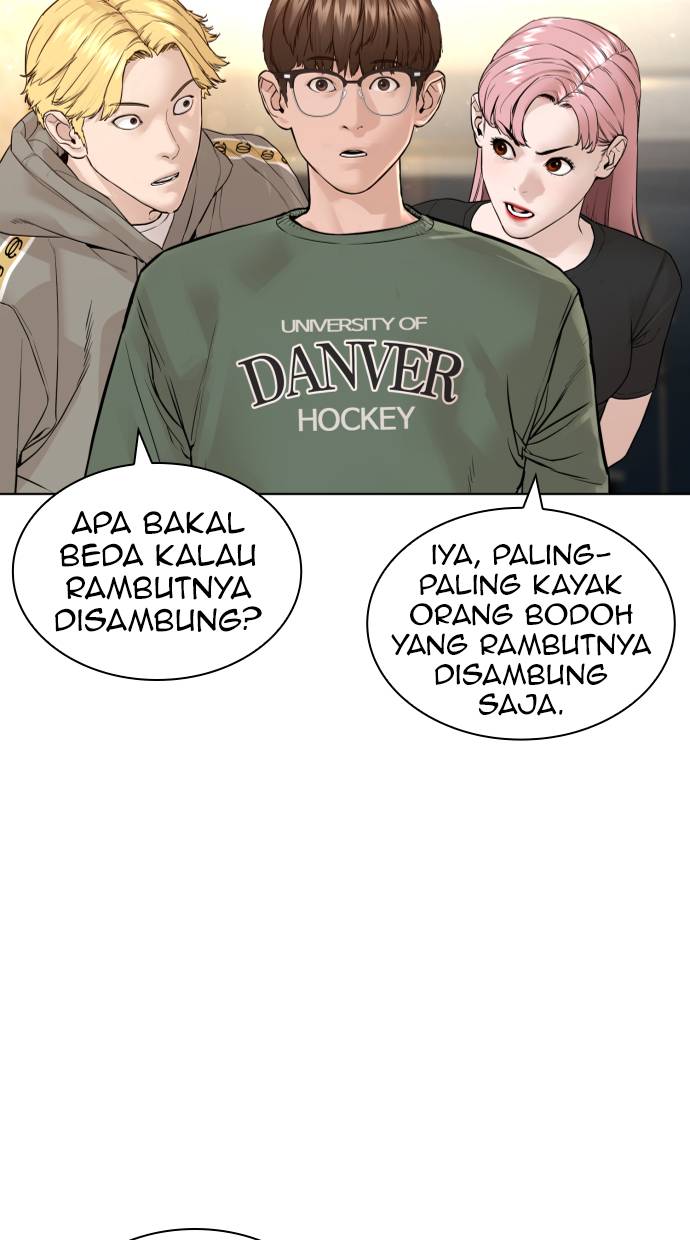 UNIVERSITY OF
DANVER
HOCKEY
APA BAKAL
BEDA KALAU
RAMBUTNYA
DISAMBUNG?
IYA, PALING-
PALING KAYAK
ORANG BODOH
YANG RAMBUTNYA
DISAMBUNG
SAJA.